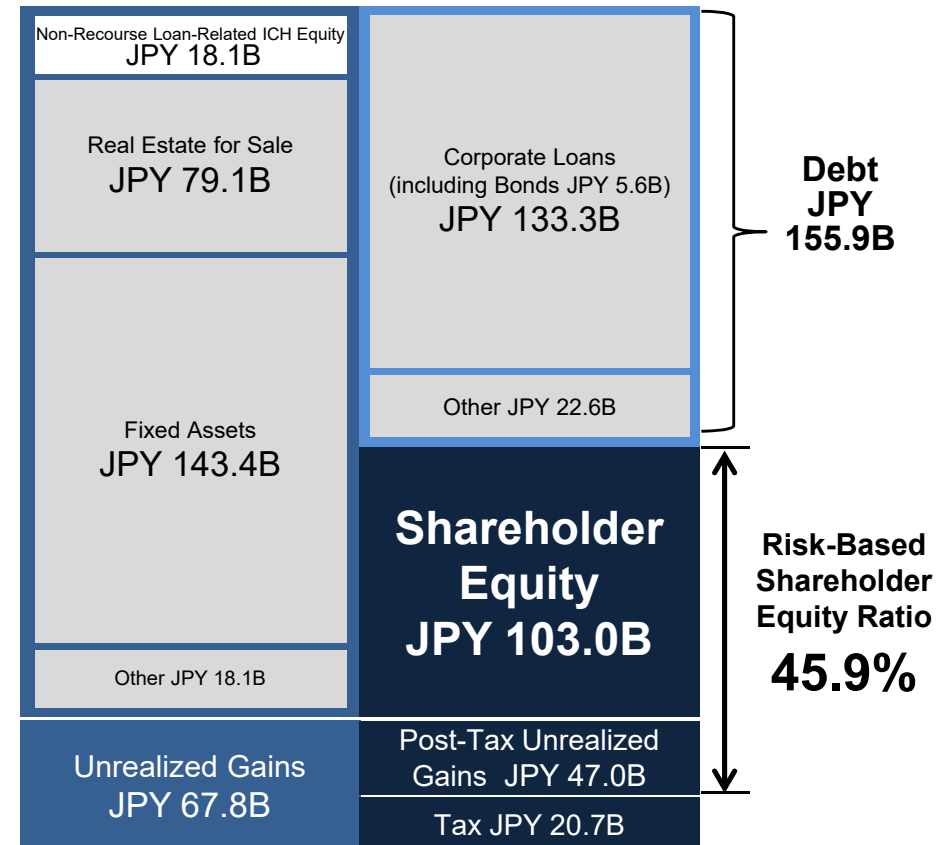 Non-Recourse Loan-Related ICH Equity
JPY 18.1B
Real Estate for Sale
JPY 79.1B
Fixed Assets
JPY 143.4B
Other JPY 18.1B
Unrealized Gains
JPY 67.8B
Corporate Loans
(including Bonds JPY 5.6B)
JPY 133.3B
Other JPY 22.6B
Shareholder
Equity
JPY 103.0B
Post-Tax Unrealized
Gains JPY 47.0B
Tax JPY 20.7B
Debt
JPY
155.9B
Risk-Based
Shareholder
Equity Ratio
45.9%